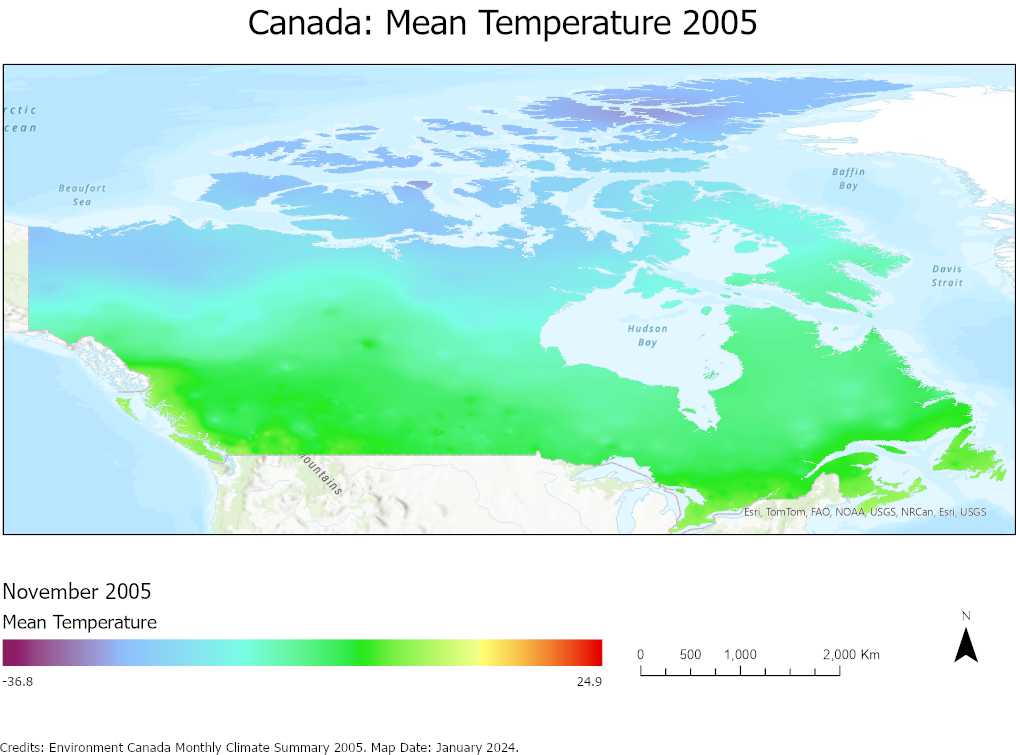 Canada: Mean Temperature 2005
rctic
cean
Beaufort
Sea
Baffin
Bay
Davis
Strait
Hudson
Bay
ountains
Esri, TomTom, FAO, NOAA, USGS, NRCan, Esri, USGS
November 2005
Mean Temperature
-36.8 24.9
N
0 500 1,000 2,000 Km
Credits: Environment Canada Monthly Climate Summary 2005. Map Date: January 2024.